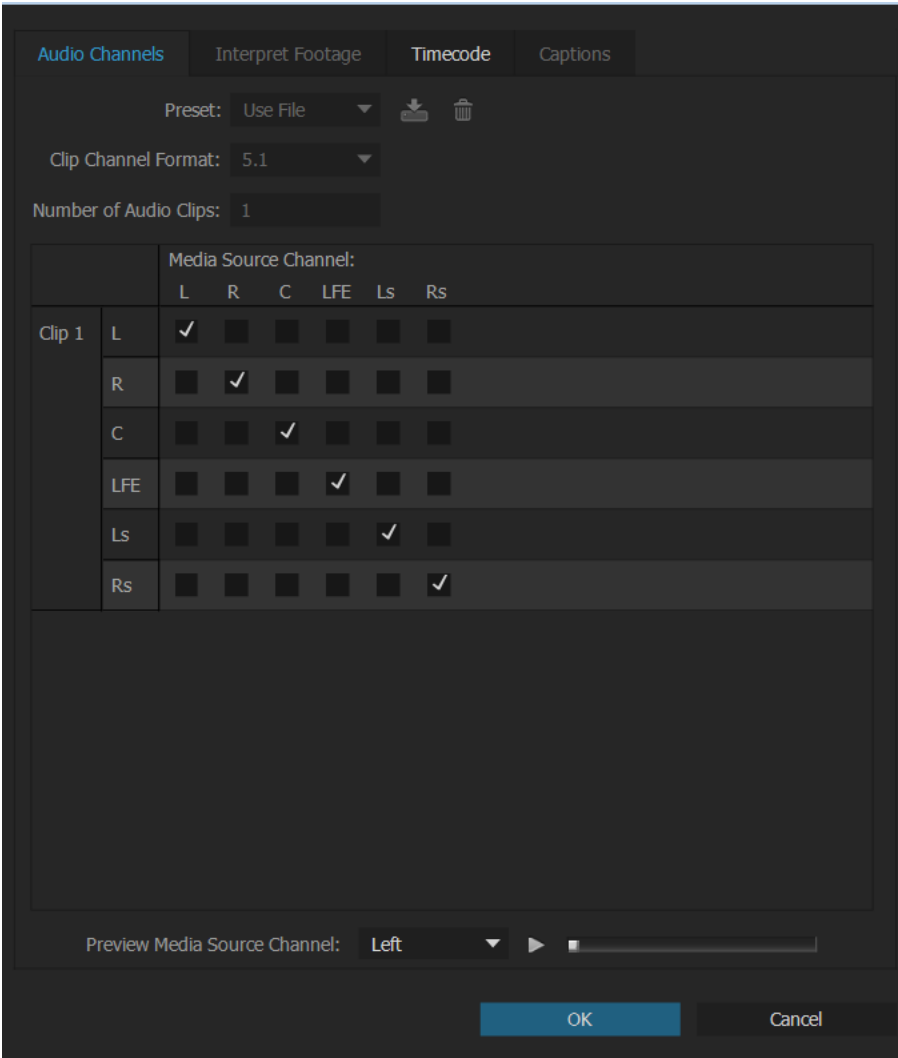 Audio Channels Interpret Footage Timecode Captions
Preset: Use File
Clip Channel Format: 5.1
Number of Audio Clips: 1
Media Source Channel:
L R C LFE Ls Rs
Clip 1 L
R
C
LFE
Ls
Rs
Preview Media Source Channel: Left
OK Cancel